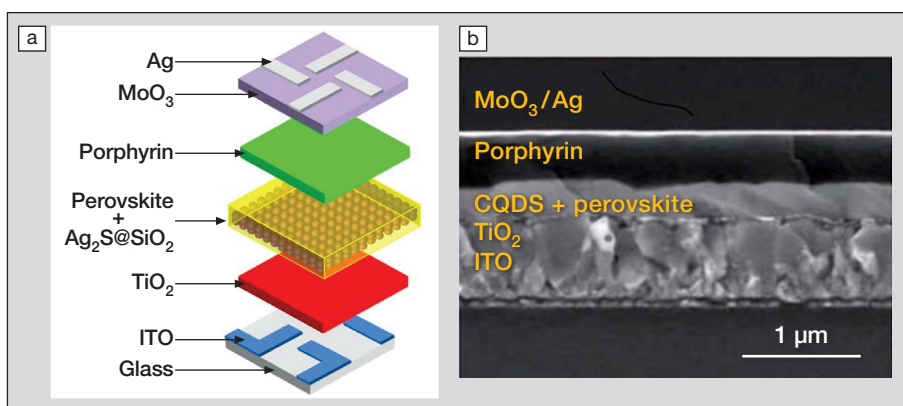 a
Ag
MoO₃
Porphyrin
Perovskite
+
Ag₂S@SiO₂
TiO₂
ITO
Glass
b
MoO₃/Ag
Porphyrin
CQDS + perovskite
TiO₂
ITO
1 µm